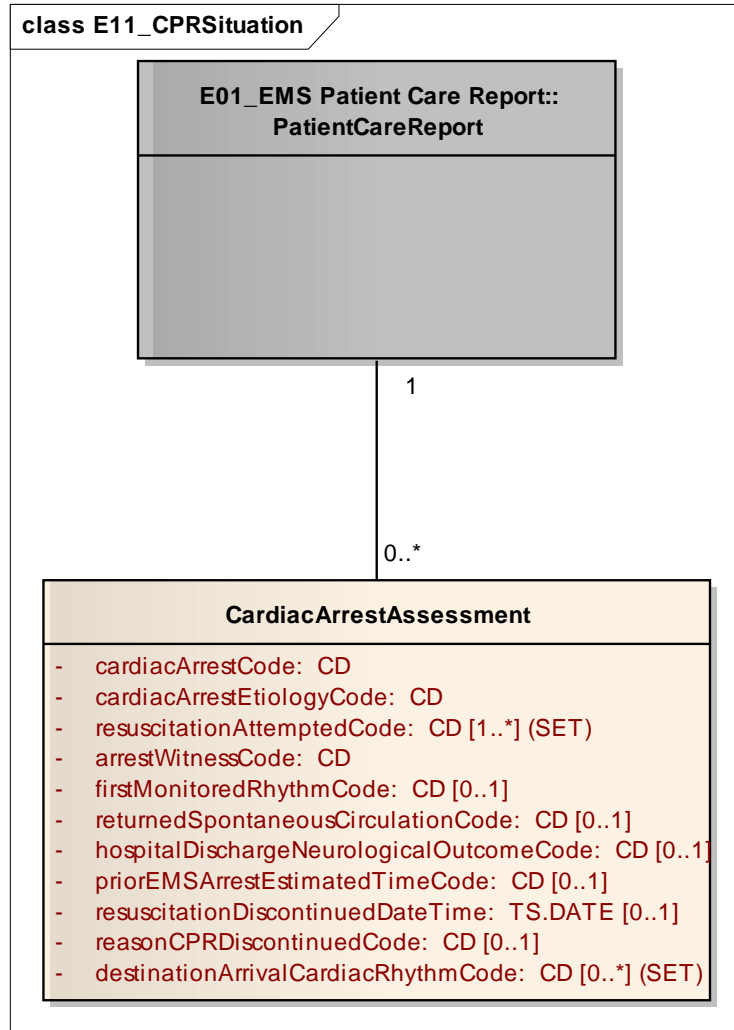 class E11_CPRSituation
E01_EMS Patient Care Report::
PatientCareReport
1
0..*
CardiacArrestAssessment
- cardiacArrestCode: CD
- cardiacArrestEtiologyCode: CD
- resuscitationAttemptedCode: CD [1..*] (SET)
- arrestWitnessCode: CD
- firstMonitoredRhythmCode: CD [0..1]
- returnedSpontaneousCirculationCode: CD [0..1]
- hospitalDischargeNeurologicalOutcomeCode: CD [0..1]
- priorEMSArrestEstimatedTimeCode: CD [0..1]
- resuscitationDiscontinuedDateTime: TS.DATE [0..1]
- reasonCPRDiscontinuedCode: CD [0..1]
- destinationArrivalCardiacRhythmCode: CD [0..*] (SET)